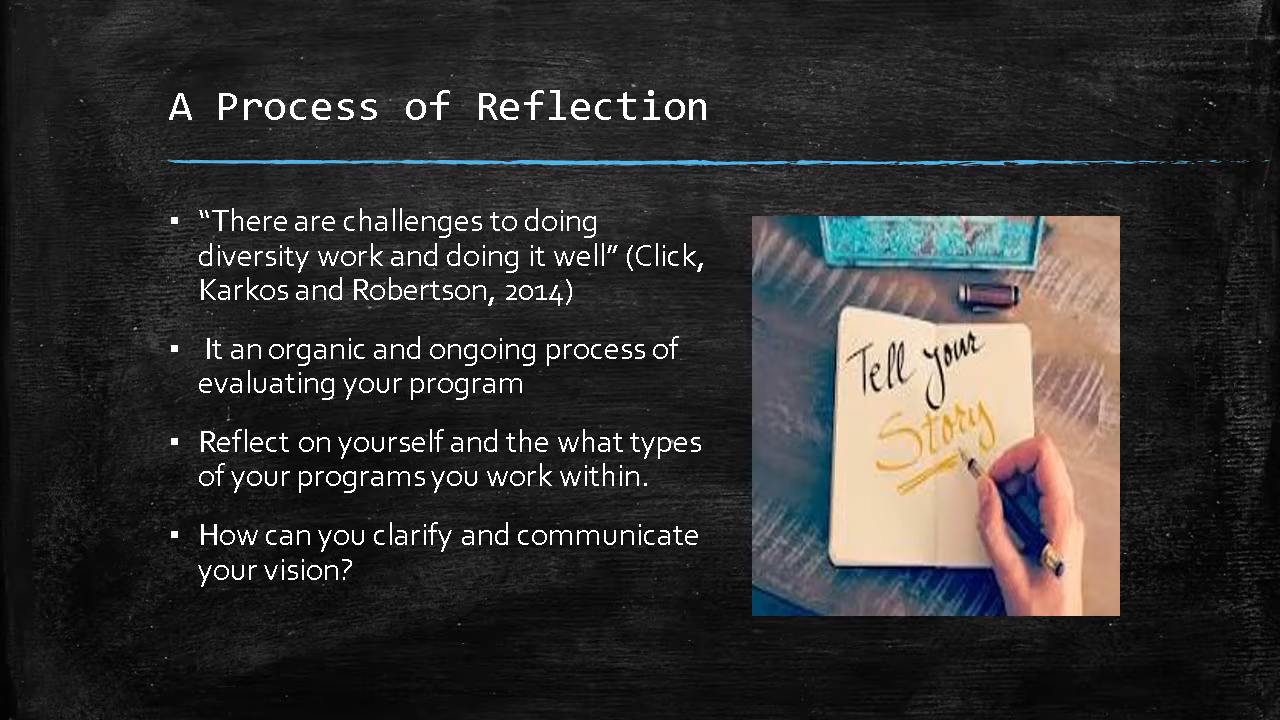 A Process of Reflection
▪ “There are challenges to doing
diversity work and doing it well” (Click,
Karkos and Robertson, 2014)
▪ It an organic and ongoing process of
evaluating your program
▪ Reflect on yourself and the what types
of your programs you work within.
▪ How can you clarify and communicate
your vision?
Tell your
Story